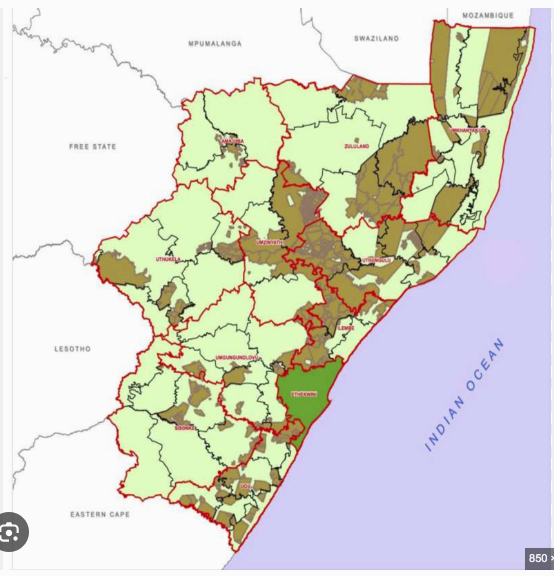 MOZAMBIQUE
SWAZILAND
MPUMALANGA
FREE STATE
AMAJUBA
ZULULAND
UMKHANYAKUDE
UMZINYATHI
UTHUKELA
UTHUNGULU
ILEMBE
LESOTHO
UMGUNGUNDLOVU
ETHEKWINI
INDIAN OCEAN
SISONKE
UGU
EASTERN CAPE
850 ×